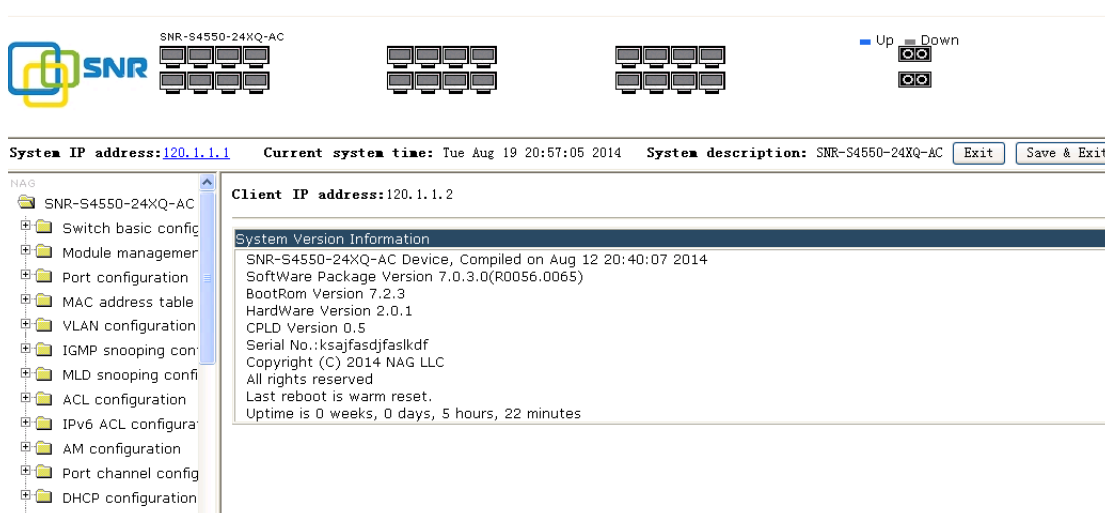 SNR-S4550-24XQ-AC
Up Down
SNR
System IP address:120.1.1.1 Current system time: Tue Aug 19 20:57:05 2014 System description: SNR-S4550-24XQ-AC Exit Save & Exit
NAG
SNR-S4550-24XQ-AC
Switch basic config
Module managemen
Port configuration
MAC address table
VLAN configuration
IGMP snooping con
MLD snooping confi
ACL configuration
IPv6 ACL configura
AM configuration
Port channel config
DHCP configuration
Client IP address:120.1.1.2
System Version Information
SNR-S4550-24XQ-AC Device, Compiled on Aug 12 20:40:07 2014
SoftWare Package Version 7.0.3.0(R0056.0065)
BootRom Version 7.2.3
HardWare Version 2.0.1
CPLD Version 0.5
Serial No.:ksajfasdjfaslkdf
Copyright (C) 2014 NAG LLC
All rights reserved
Last reboot is warm reset.
Uptime is 0 weeks, 0 days, 5 hours, 22 minutes